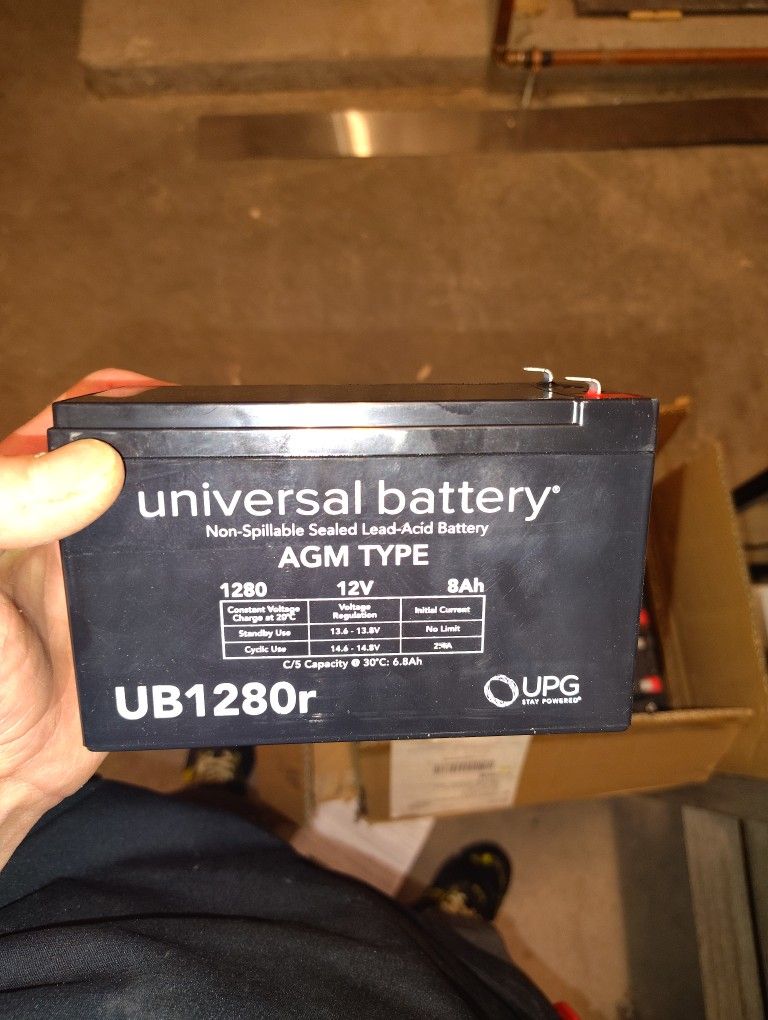 universal battery®
Non-Spillable Sealed Lead-Acid Battery
AGM TYPE
1280 12V 8Ah
Constant Voltage Charge at 20°C Voltage Regulation Initial Current
Standby Use 13.6 - 13.8V No Limit
Cyclic Use 14.6 - 14.8V
C/5 Capacity @ 30°C: 6.8Ah
UB1280r
UPG
STAY POWERED®